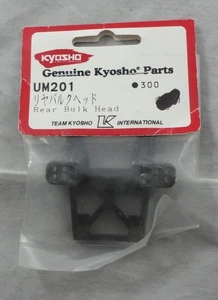 KYOSHO
Genuine Kyosho® Parts
UM201 ●300
リヤバルクヘッド
Rear Bulk Head
TEAM KYOSHO K INTERNATIONAL